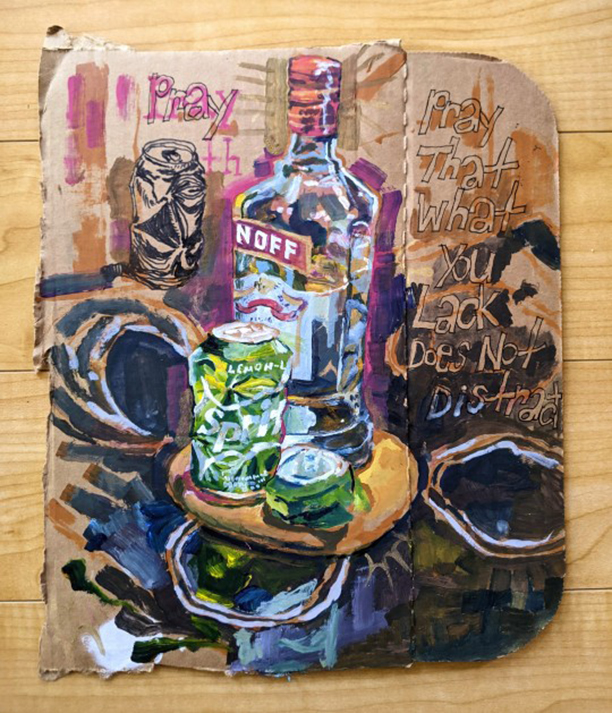 Pray
th
Pray
That
what
You
Lack
Does Not
Distract
NOFF
LEMON-L
Sprit